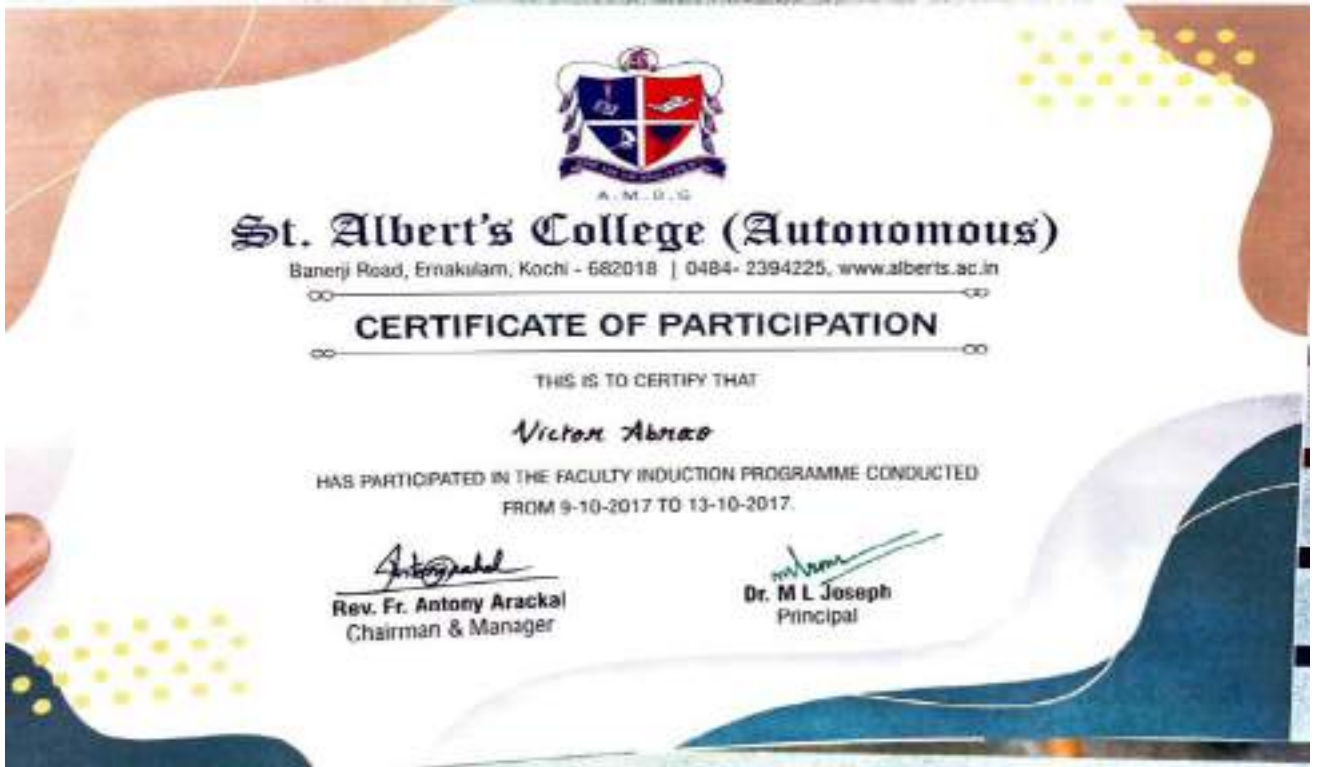 A.M.D.G
St. Albert's College (Autonomous)
Banerji Road, Ernakulam, Kochi - 682018 | 0484- 2394225, www.alberts.ac.in
CERTIFICATE OF PARTICIPATION
THIS IS TO CERTIFY THAT
Victor Abrao
HAS PARTICIPATED IN THE FACULTY INDUCTION PROGRAMME CONDUCTED
FROM 9-10-2017 TO 13-10-2017.
Rev. Fr. Antony Arackal
Chairman & Manager
Dr. M L Joseph
Principal